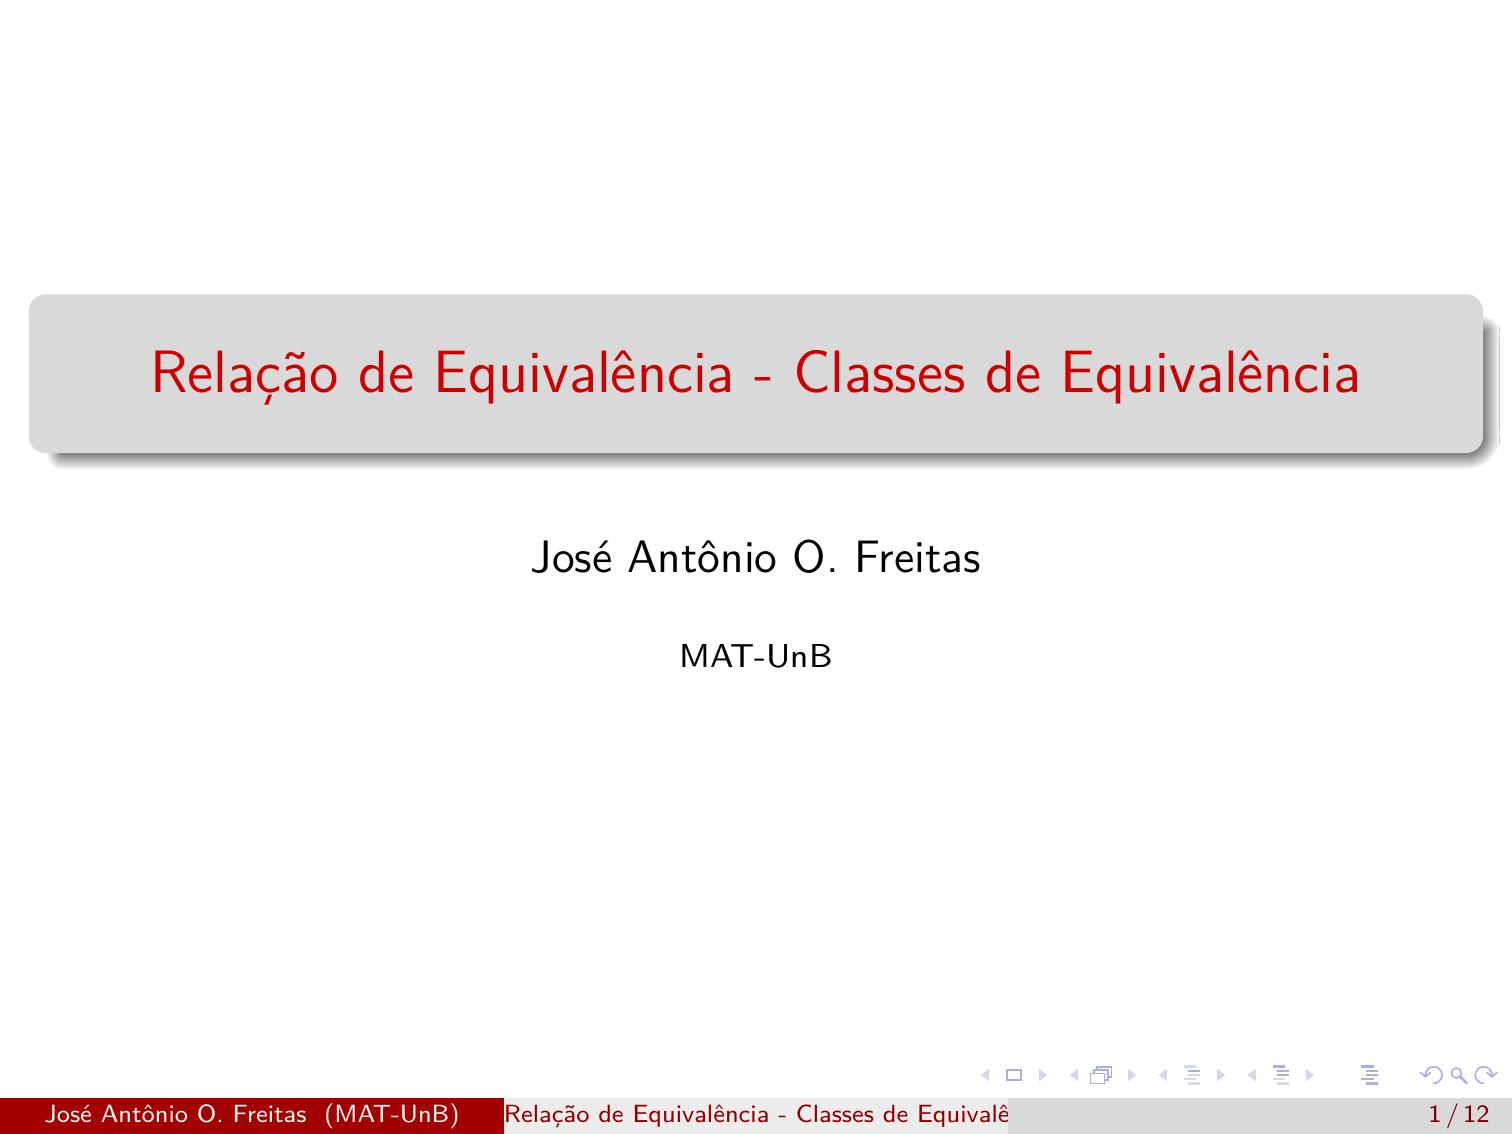 Relação de Equivalência - Classes de Equivalência
José Antônio O. Freitas
MAT-UnB
José Antônio O. Freitas (MAT-UnB) Relação de Equivalência - Classes de Equivalê 1 / 12